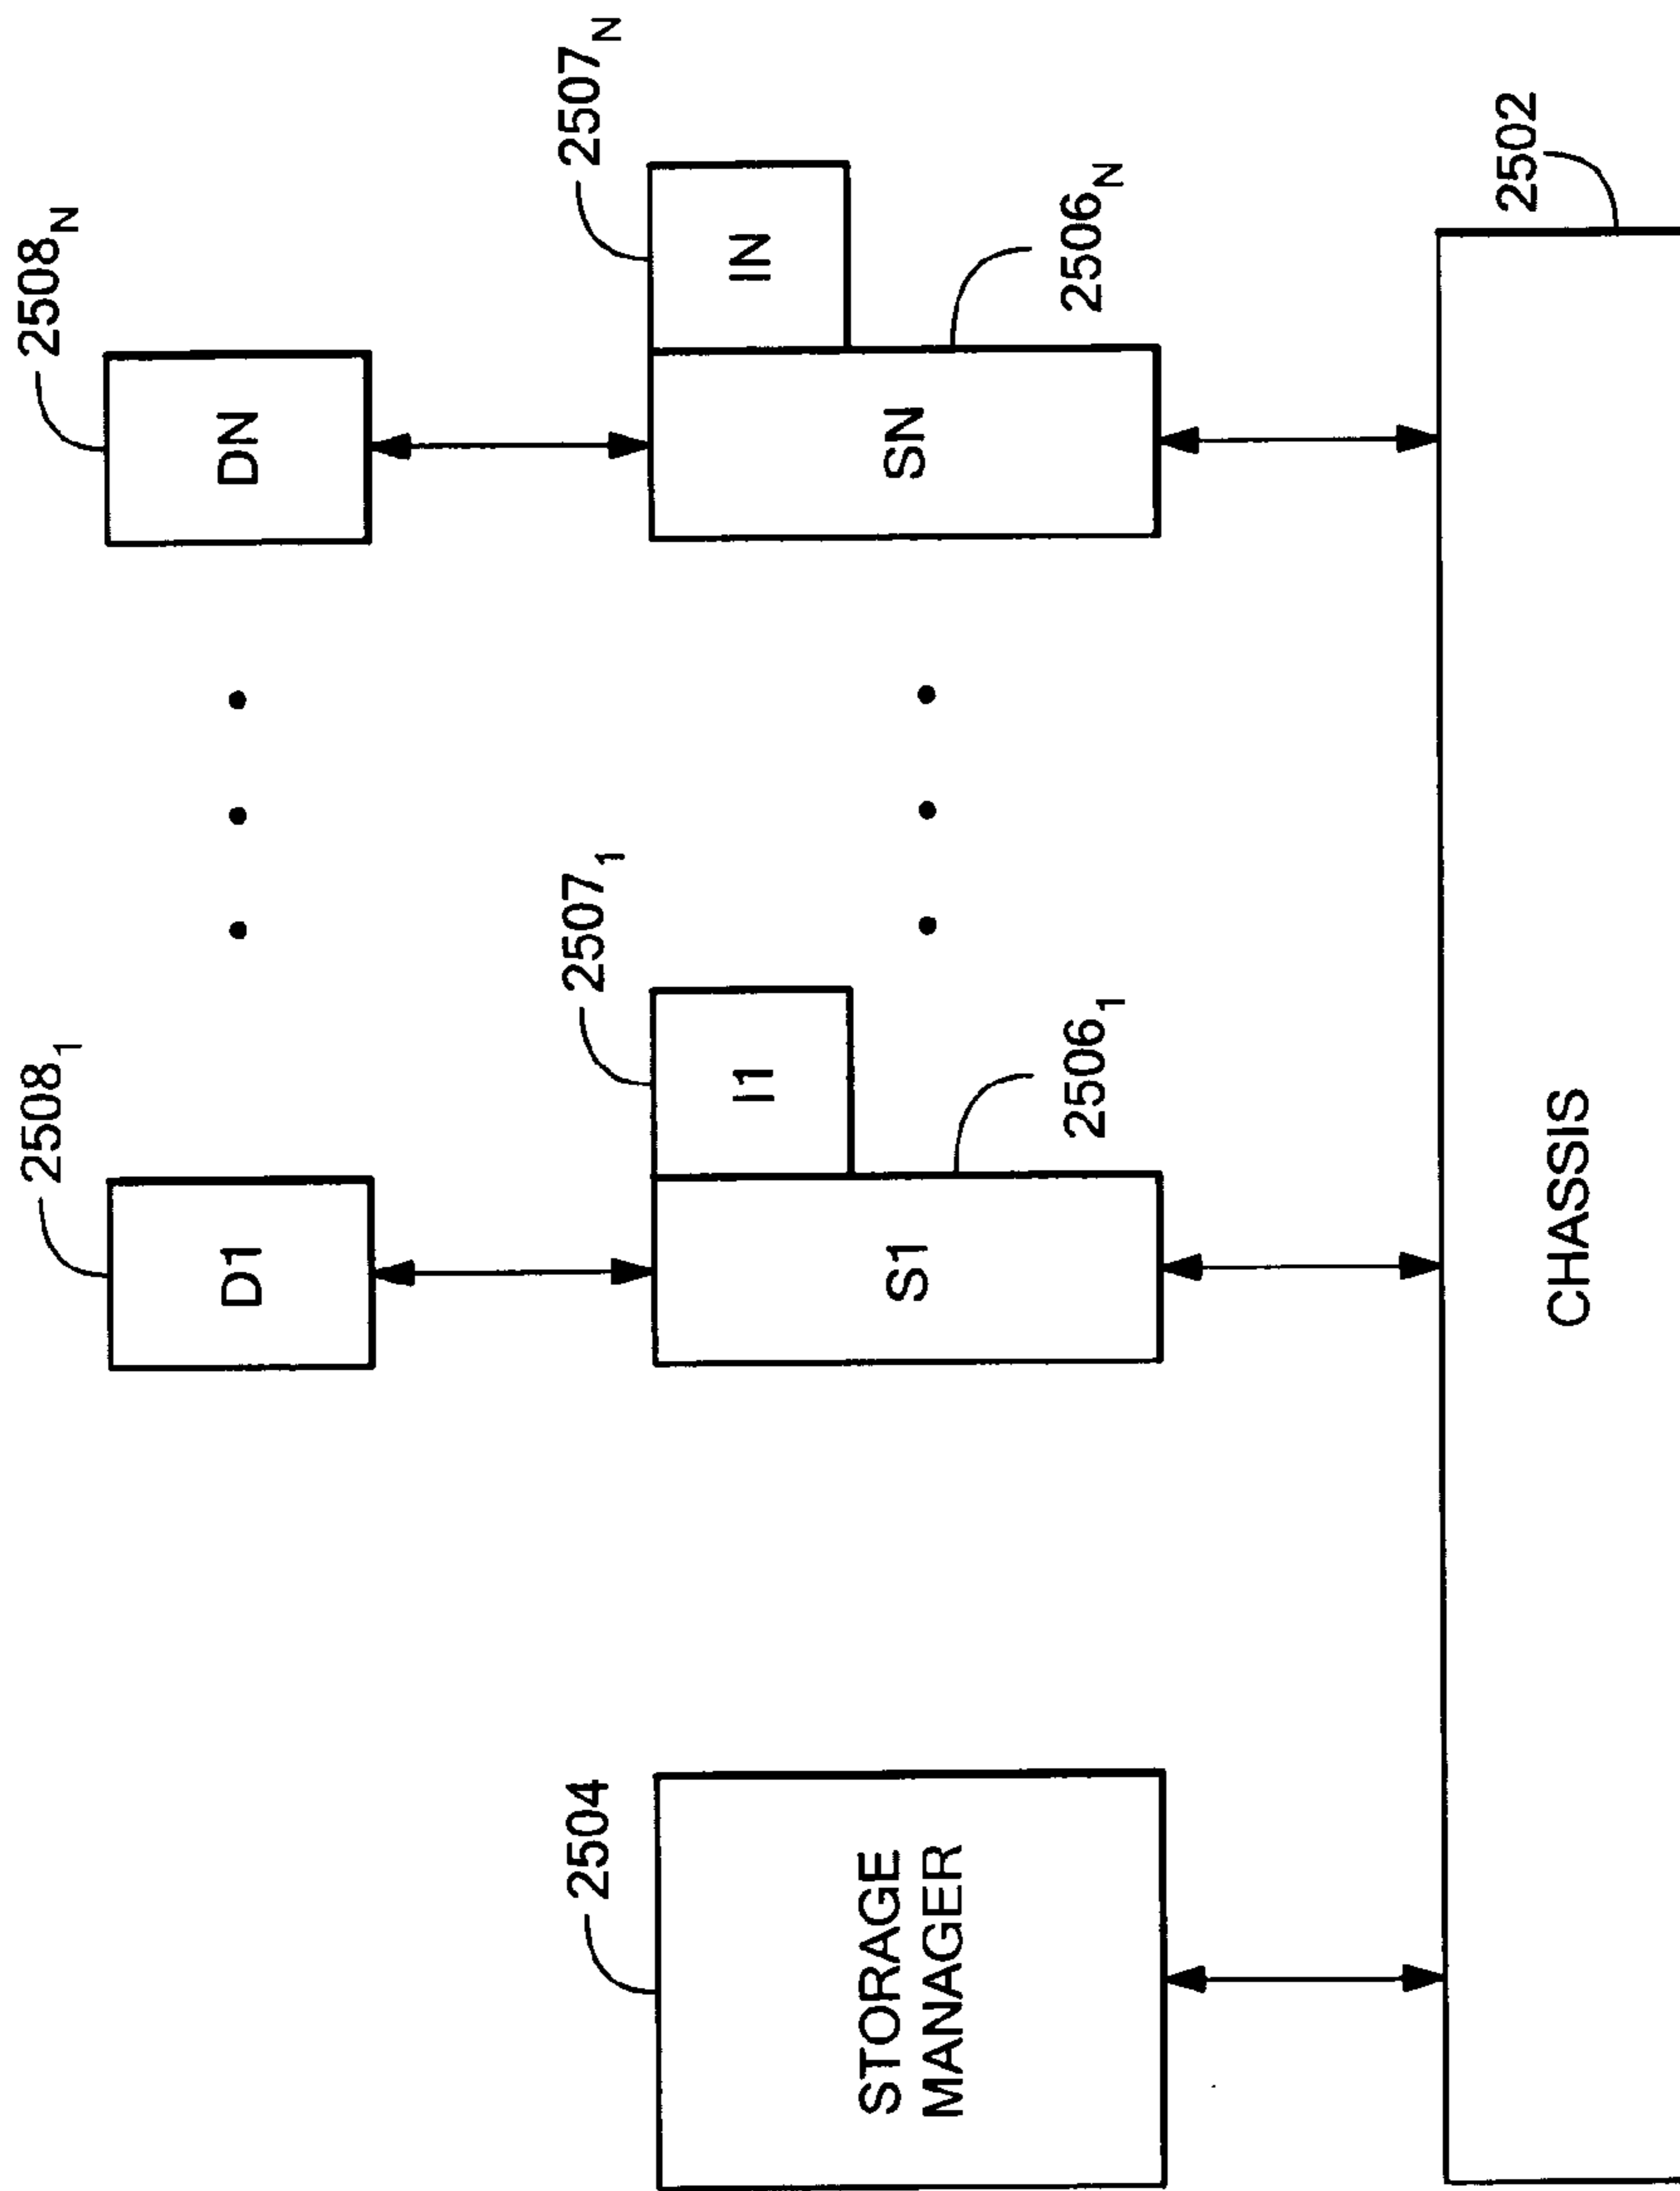 2508₁
2508N
D1
DN
2504
2507₁
2507N
I1
IN
STORAGE
MANAGER
S1
SN
2506₁
2506N
2502
CHASSIS